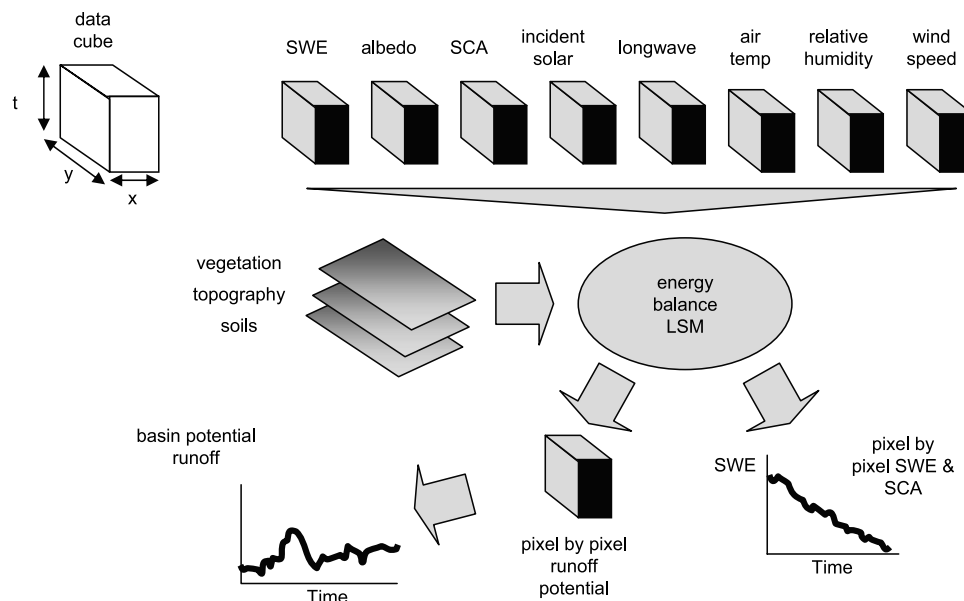 data
cube
t
y
x
SWE
albedo
SCA
incident
solar
longwave
air
temp
relative
humidity
wind
speed
vegetation
topography
soils
energy
balance
LSM
basin potential
runoff
Time
pixel by pixel
runoff
potential
SWE
pixel by
pixel SWE &
SCA
Time